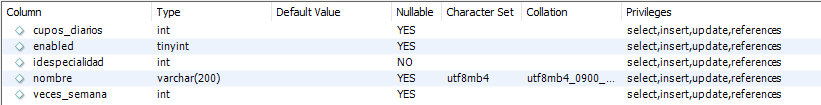 Column Type Default Value Nullable Character Set Collation Privileges
cupos_diarios int YES select,insert,update,references
enabled tinyint YES select,insert,update,references
idespecialidad int NO select,insert,update,references
nombre varchar(200) YES utf8mb4 utf8mb4_0900_... select,insert,update,references
veces_semana int YES select,insert,update,references